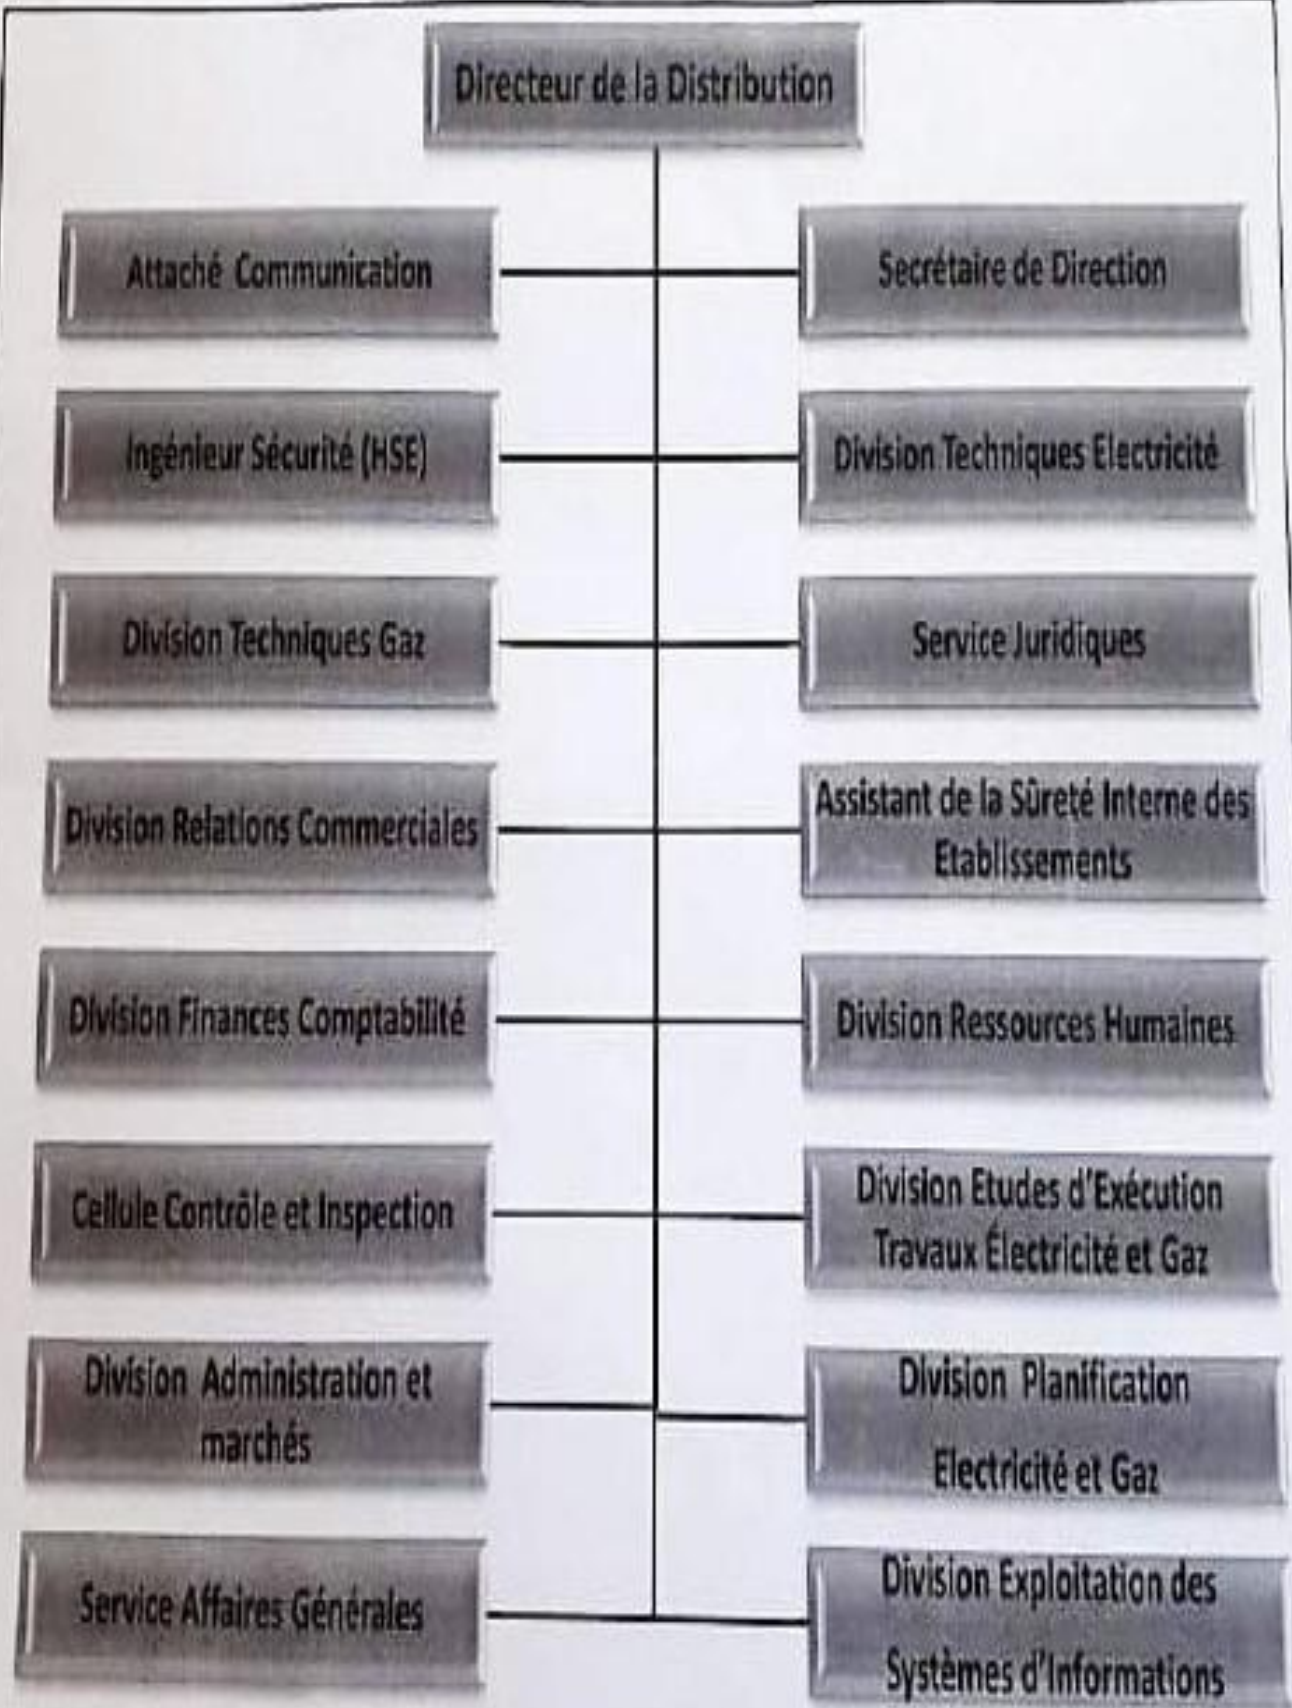 Directeur de la Distribution
Attaché Communication
Secrétaire de Direction
Ingénieur Sécurité (HSE)
Division Techniques Electricité
Division Techniques Gaz
Service Juridiques
Division Relations Commerciales
Assistant de la Sûreté Interne des
Etablissements
Division Finances Comptabilité
Division Ressources Humaines
Cellule Contrôle et Inspection
Division Etudes d'Exécution
Travaux Électricité et Gaz
Division Administration et
marchés
Division Planification
Electricité et Gaz
Service Affaires Générales
Division Exploitation des
Systèmes d'Informations